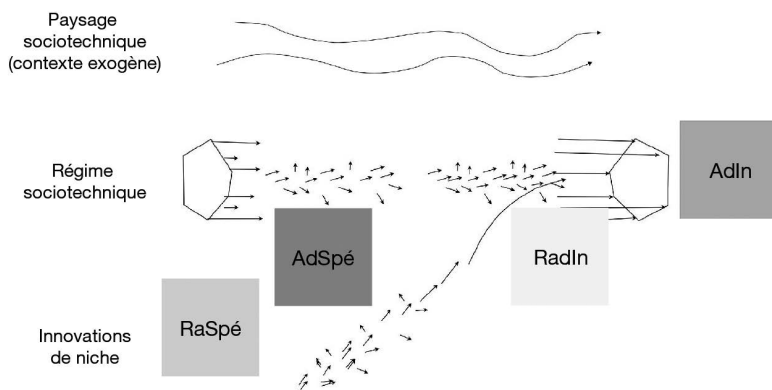 Paysage
sociotechnique
(contexte exogène)
Régime
sociotechnique
AdIn
AdSpé
RadIn
RaSpé
Innovations
de niche